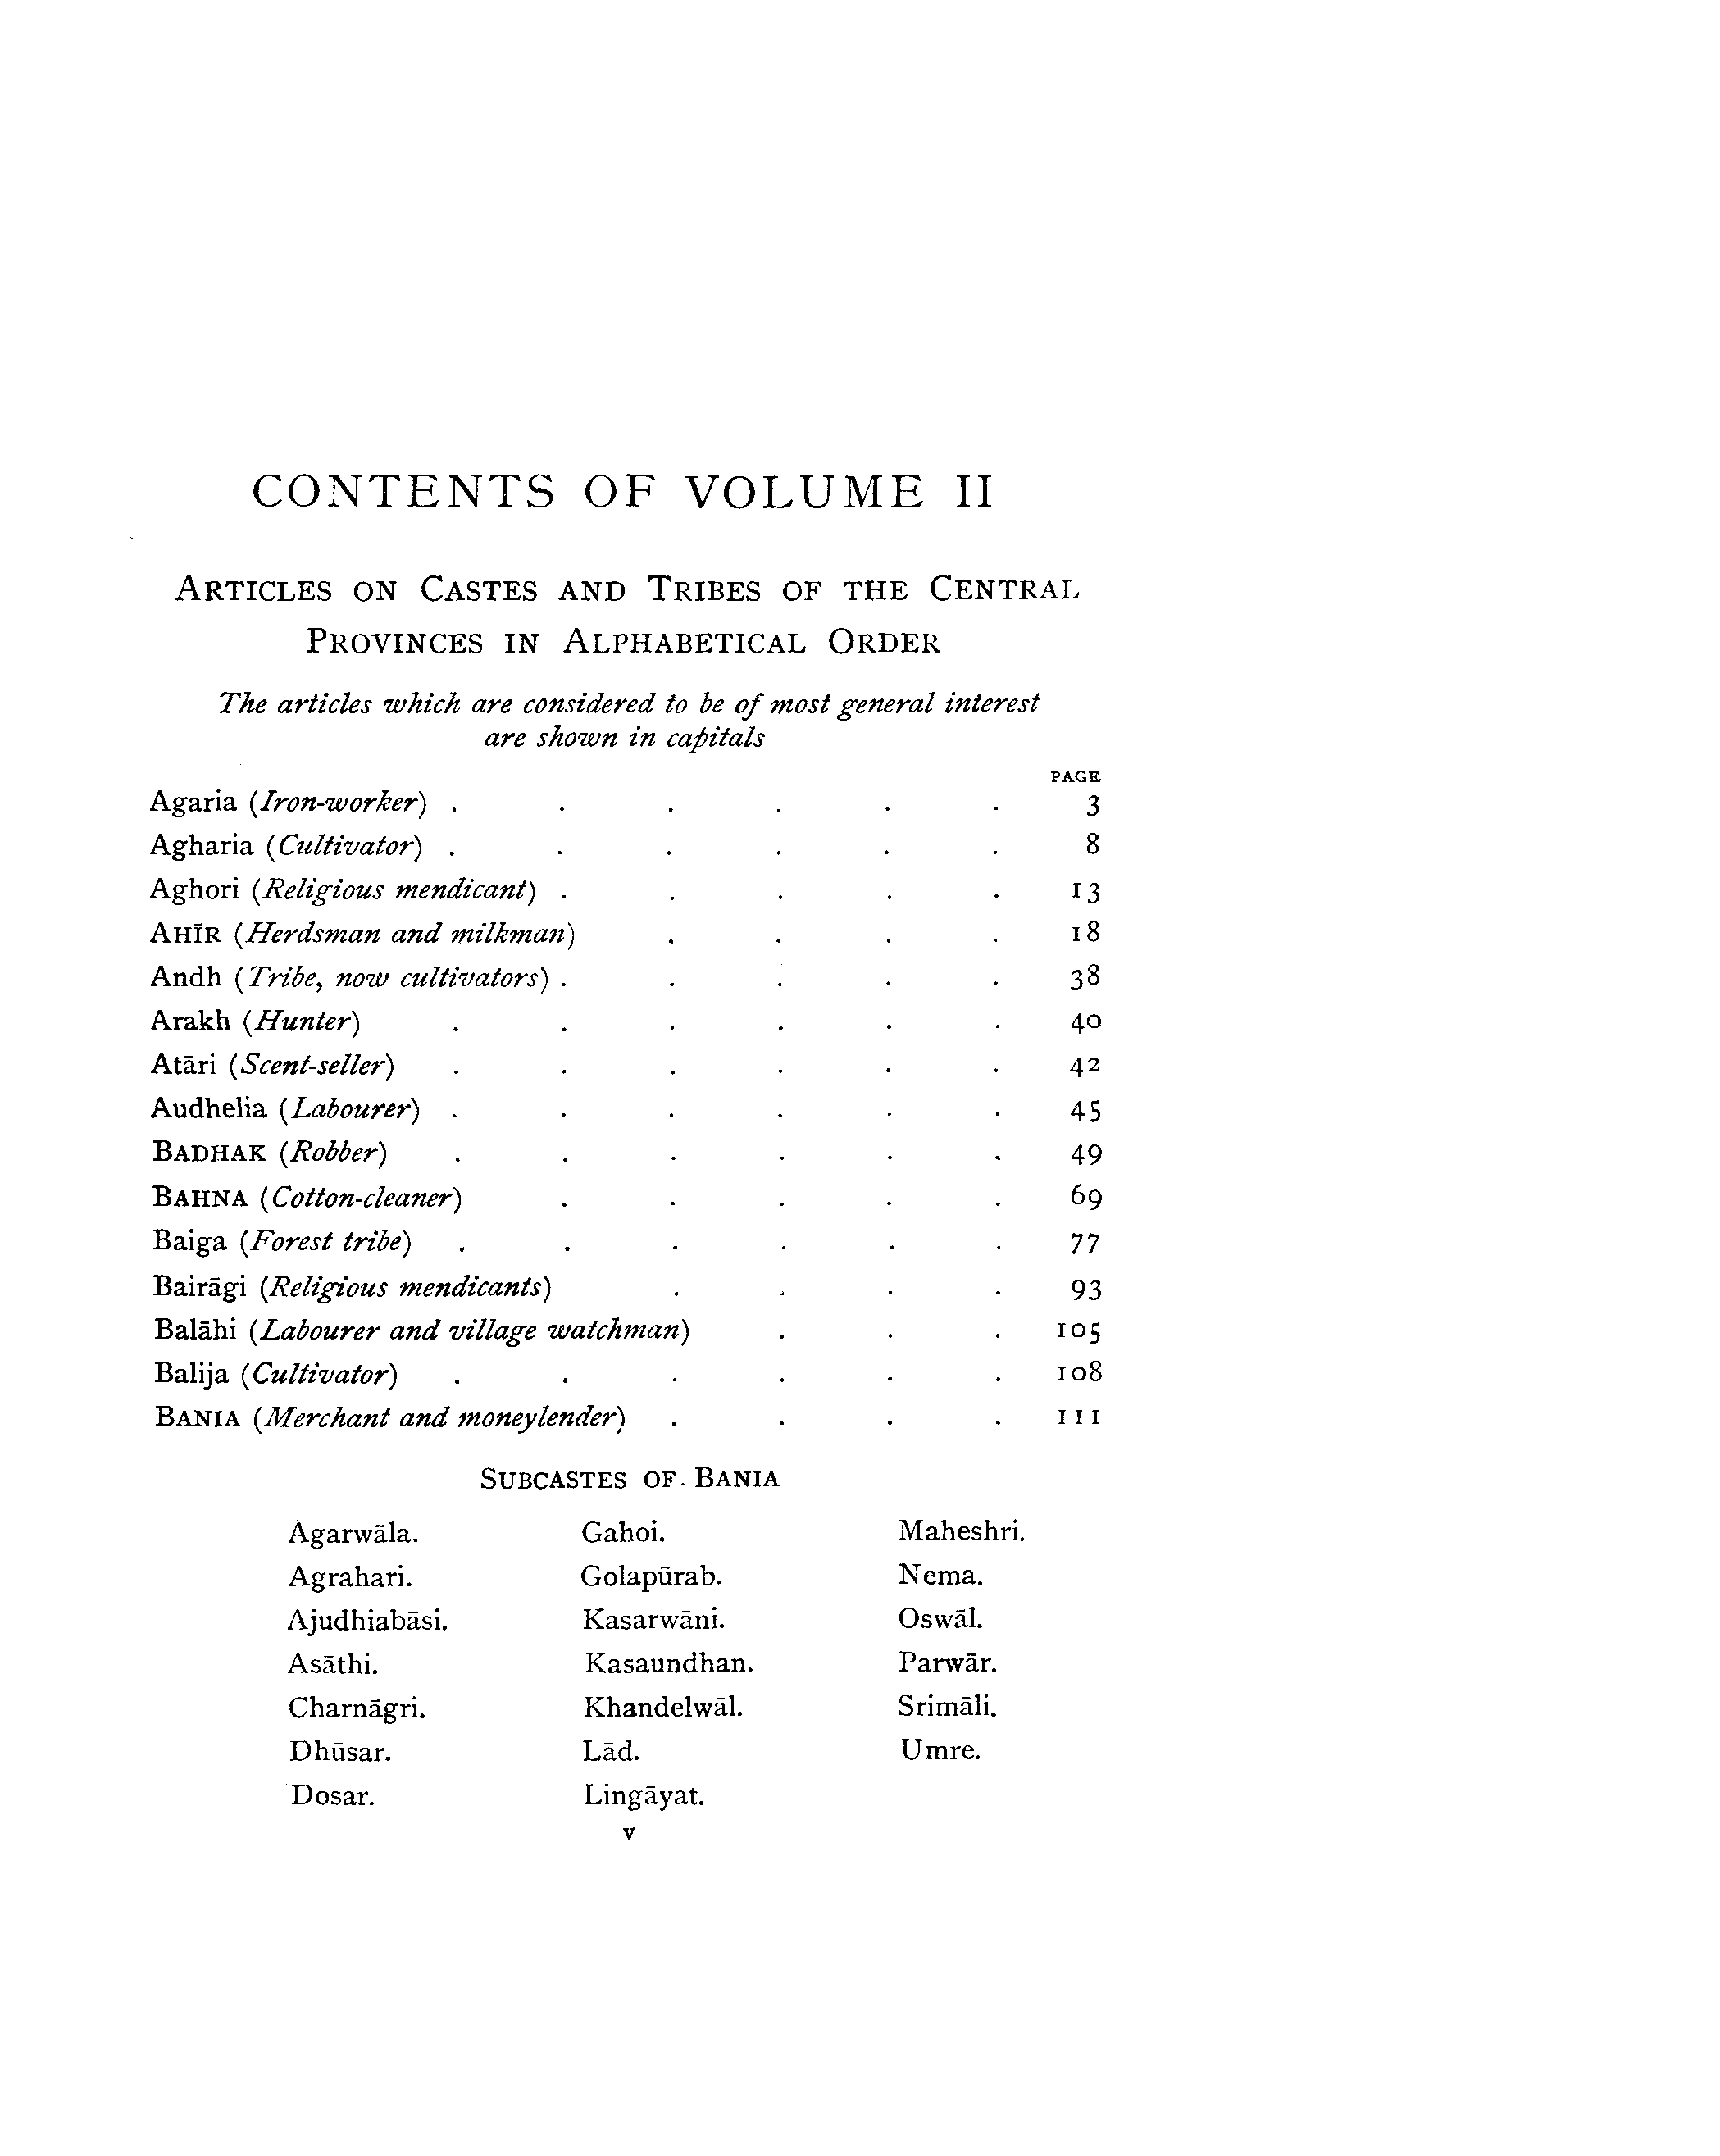 CONTENTS OF VOLUME II
ARTICLES ON CASTES AND TRIBES OF THE CENTRAL
PROVINCES IN ALPHABETICAL ORDER
The articles which are considered to be of most general interest
are shown in capitals
PAGE
Agaria (Iron-worker) . . . . . . 3
Agharia (Cultivator) . . . . . . 8
Aghori (Religious mendicant) . . . . . 13
AHĪR (Herdsman and milkman) . . . . 18
Andh (Tribe, now cultivators) . . . . . 38
Arakh (Hunter) . . . . . . 40
Atāri (Scent-seller) . . . . . . 42
Audhelia (Labourer) . . . . . . 45
BADHAK (Robber) . . . . . . 49
BAHNA (Cotton-cleaner) . . . . . 69
Baiga (Forest tribe) . . . . . . 77
Bairāgi (Religious mendicants) . . . . 93
Balāhi (Labourer and village watchman) . . . 105
Balija (Cultivator) . . . . . . 108
BANIA (Merchant and moneylender) . . . . 111
SUBCASTES OF BANIA
Agarwāla. Gahoi. Maheshri.
Agrahari. Golapūrab. Nema.
Ajudhiabāsi. Kasarwāni. Oswāl.
Asāthi. Kasaundhan. Parwār.
Charnāgri. Khandelwāl. Srimāli.
Dhūsar. Lād. Umre.
Dosar. Lingāyat.
v